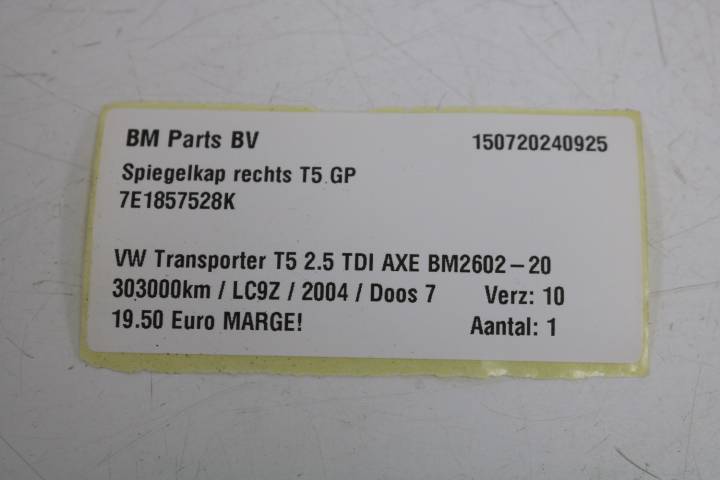 BM Parts BV 150720240925
Spiegelkap rechts T5 GP
7E1857528K
VW Transporter T5 2.5 TDI AXE BM2602-20
303000km / LC9Z / 2004 / Doos 7 Verz: 10
19.50 Euro MARGE! Aantal: 1